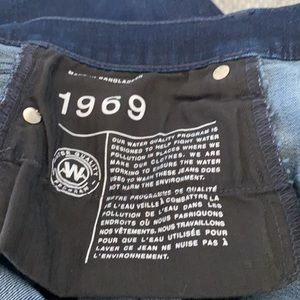 MADE IN BANGLADESH
1969
WATER QUALITY
PROGRAM
OUR WATER QUALITY PROGRAM IS
DESIGNED TO HELP FIGHT WATER
POLLUTION IN PLACES WHERE WE
MAKE OUR CLOTHES. WE ARE
WORKING TO ENSURE THE WATER
USED TO WASH THESE JEANS DOES
NOT HARM THE ENVIRONMENT.
NOTRE PROGRAMME DE QUALITÉ
DE L'EAU VEILLE À COMBATTRE LA
POLLUTION DE L'EAU DANS LES
ENDROITS OÙ NOUS FABRIQUONS
NOS VÊTEMENTS. NOUS TRAVAILLONS
POUR QUE L'EAU UTILISÉE POUR
LAVER CE JEAN NE NUISE PAS À
L'ENVIRONNEMENT.